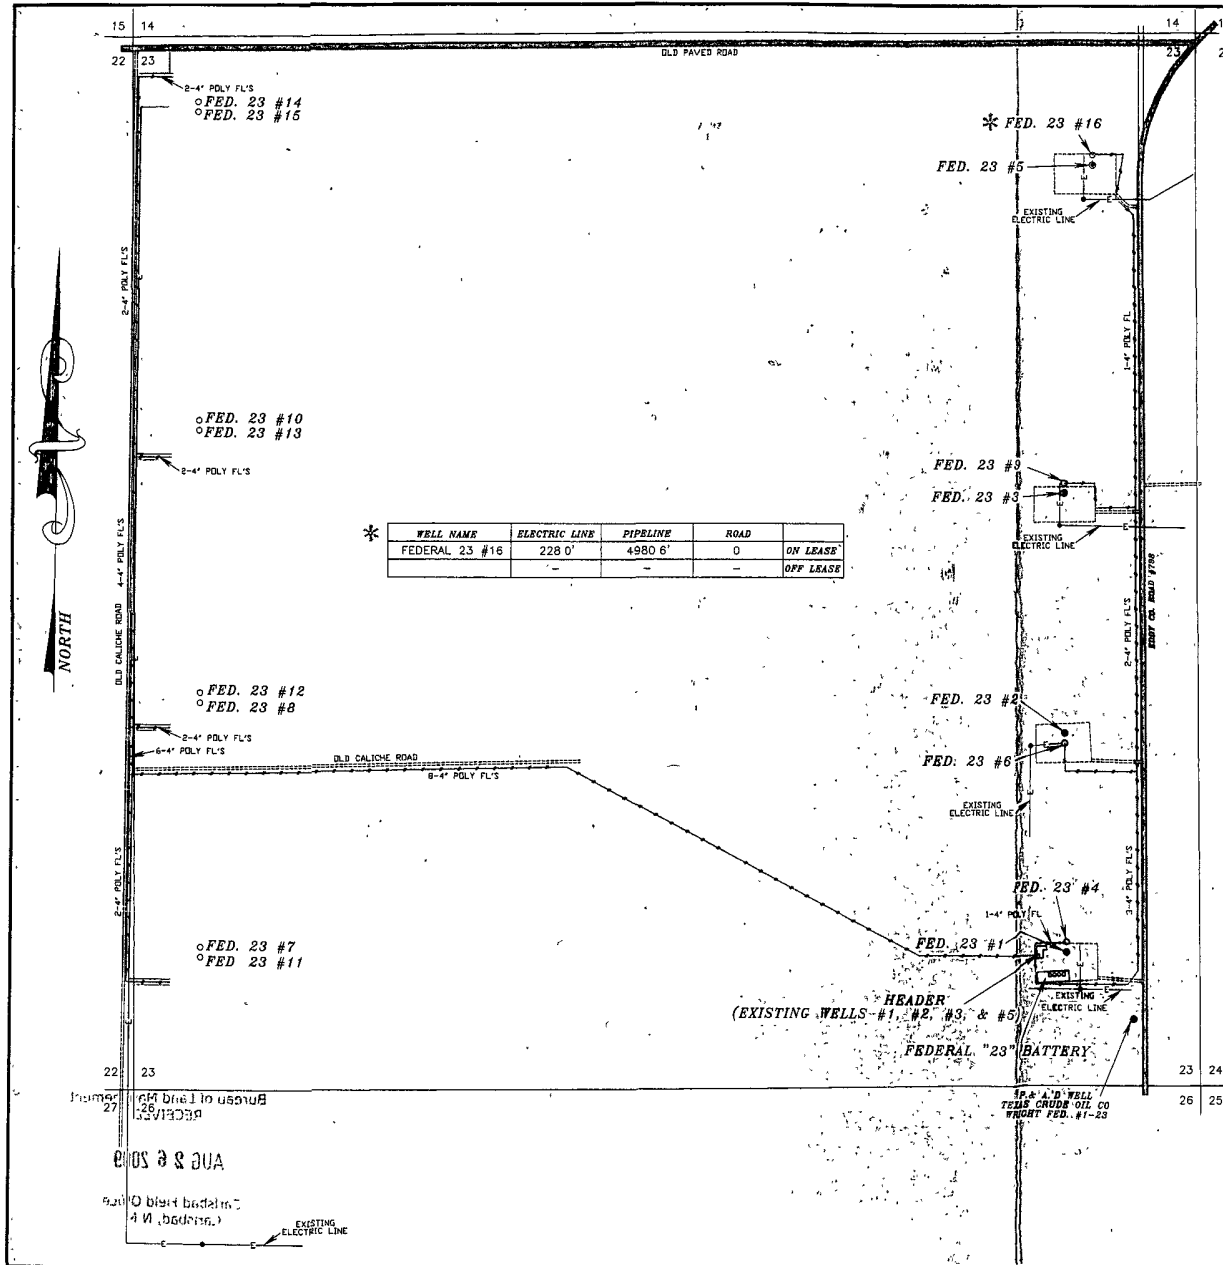 15 14
14
22 23
23
OLD PAVED ROAD
2-4" POLY FL'S
FED. 23 #14
FED. 23 #15
* FED. 23 #16
FED. 23 #5
EXISTING
ELECTRIC LINE
2-4" POLY FL'S
1-4" POLY FL
FED. 23 #10
FED. 23 #13
2-4" POLY FL'S
FED. 23 #9
FED. 23 #3
EXISTING
ELECTRIC LINE
* WELL NAME ELECTRIC LINE PIPELINE ROAD
FEDERAL 23 #16 228 0' 4980 6' 0 ON LEASE
- - - OFF LEASE
4-4" POLY FL'S
OLD CALICHE ROAD
NORTH
EDDY CO. ROAD #798
2-4" POLY FL'S
FED. 23 #12
FED. 23 #8
2-4" POLY FL'S
6-4" POLY FL'S
OLD CALICHE ROAD
8-4" POLY FL'S
FED. 23 #2
FED. 23 #6
EXISTING
ELECTRIC LINE
2-4" POLY FL'S
3-4" POLY FL'S
FED. 23 #4
1-4" POLY FL
FED. 23 #1
FED. 23 #7
FED 23 #11
HEADER
(EXISTING WELLS #1, #2, #3, & #5)
EXISTING
ELECTRIC LINE
FEDERAL "23" BATTERY
22 23
27 26
23 24
26 25
P. & A.'D WELL
TEXAS CRUDE OIL CO
WRIGHT FED. #1-23
Bureau of Land Management
RECEIVED
AUG 26 2009
Carlsbad Field Office
Carlsbad, N M
EXISTING
ELECTRIC LINE